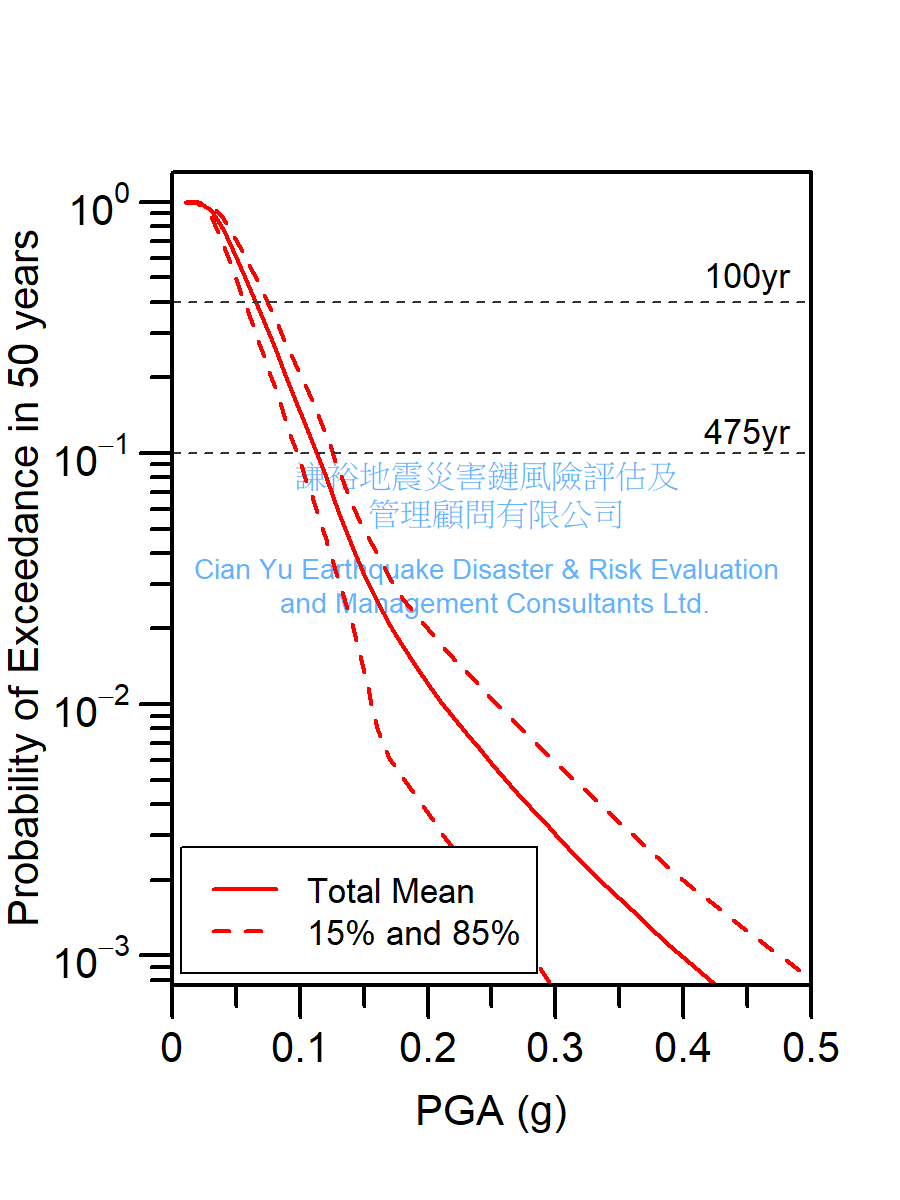 10⁰
10⁻¹
10⁻²
10⁻³
Probability of Exceedance in 50 years
100yr
475yr
謙裕地震災害鏈風險評估及
管理顧問有限公司
Cian Yu Earthquake Disaster & Risk Evaluation
and Management Consultants Ltd.
Total Mean
15% and 85%
0 0.1 0.2 0.3 0.4 0.5
PGA (g)